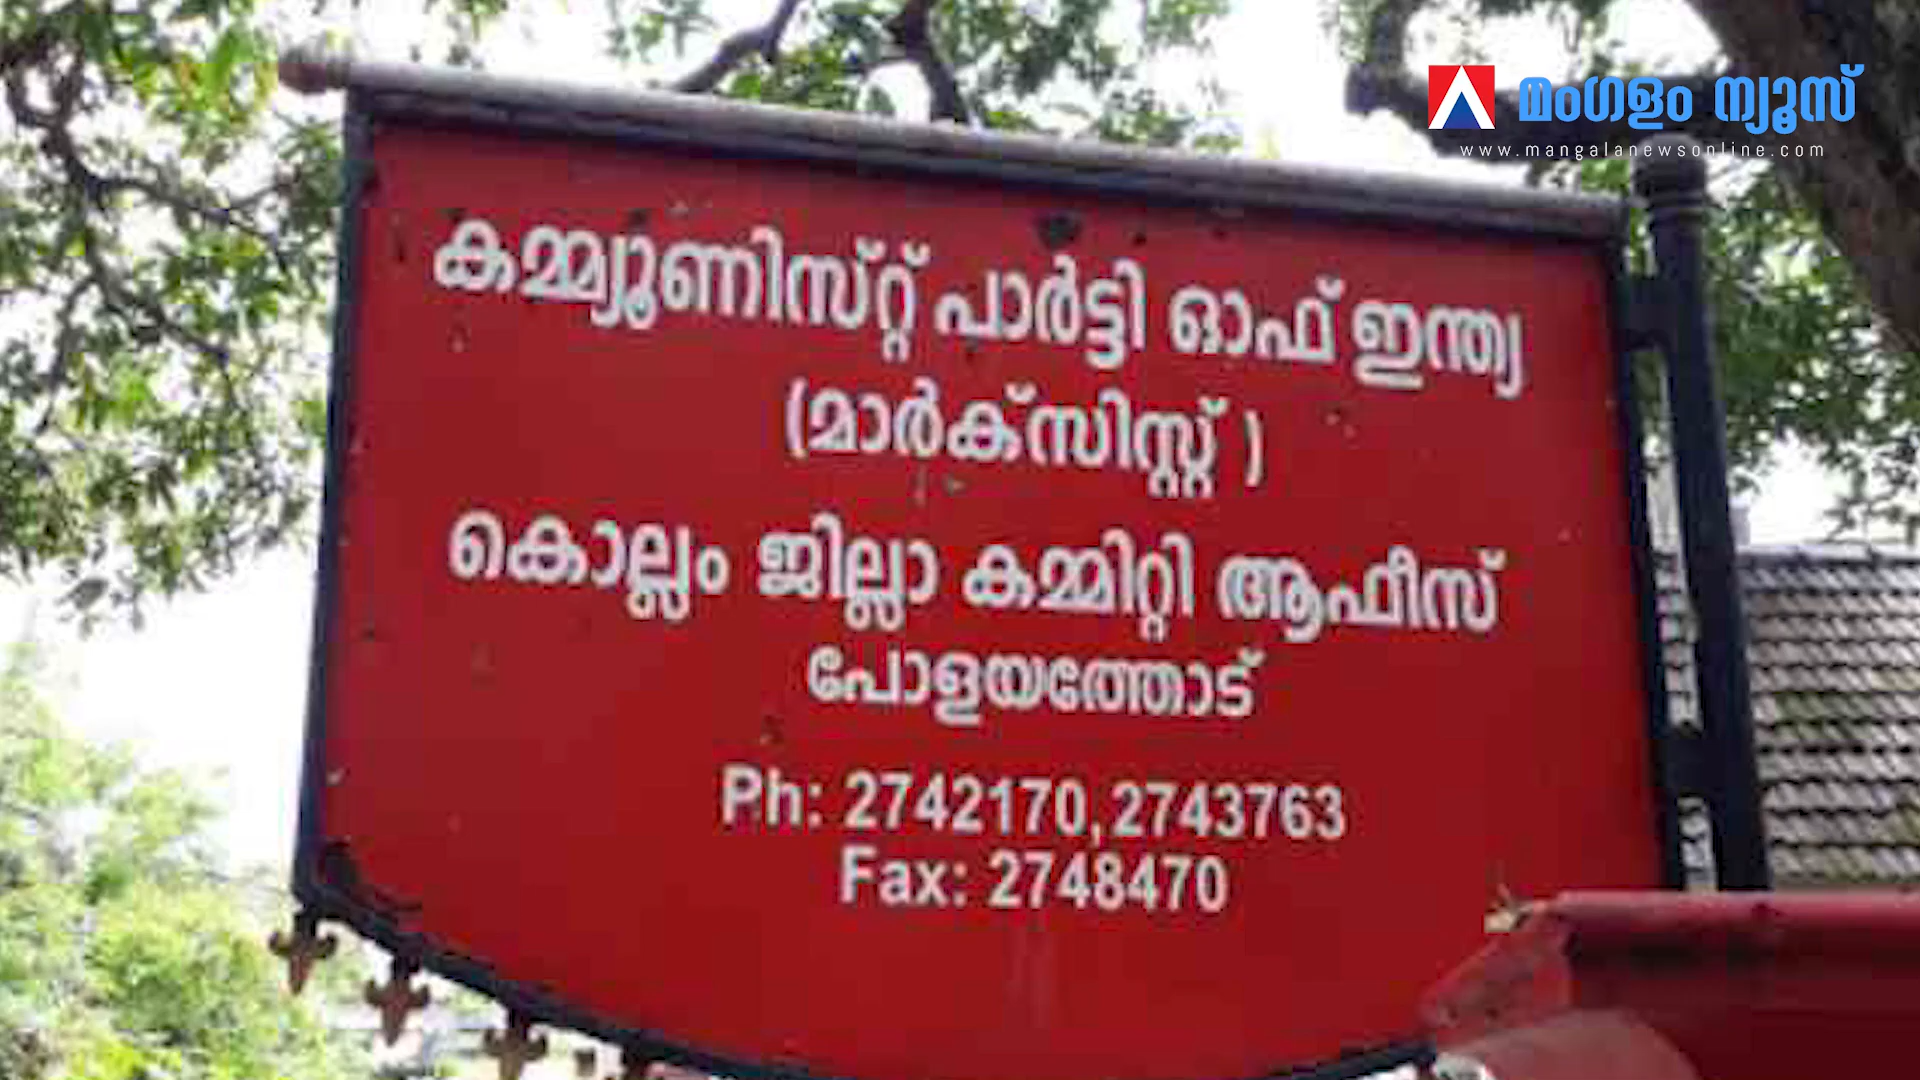 മംഗളം ന്യൂസ്
www.mangalanewsonline.com
കമ്മ്യൂണിസ്റ്റ് പാർട്ടി ഓഫ് ഇന്ത്യ
(മാർക്സിസ്റ്റ് )
കൊല്ലം ജില്ലാ കമ്മിറ്റി ആഫീസ്
പോളയത്തോട്
Ph: 2742170,2743763
Fax: 2748470